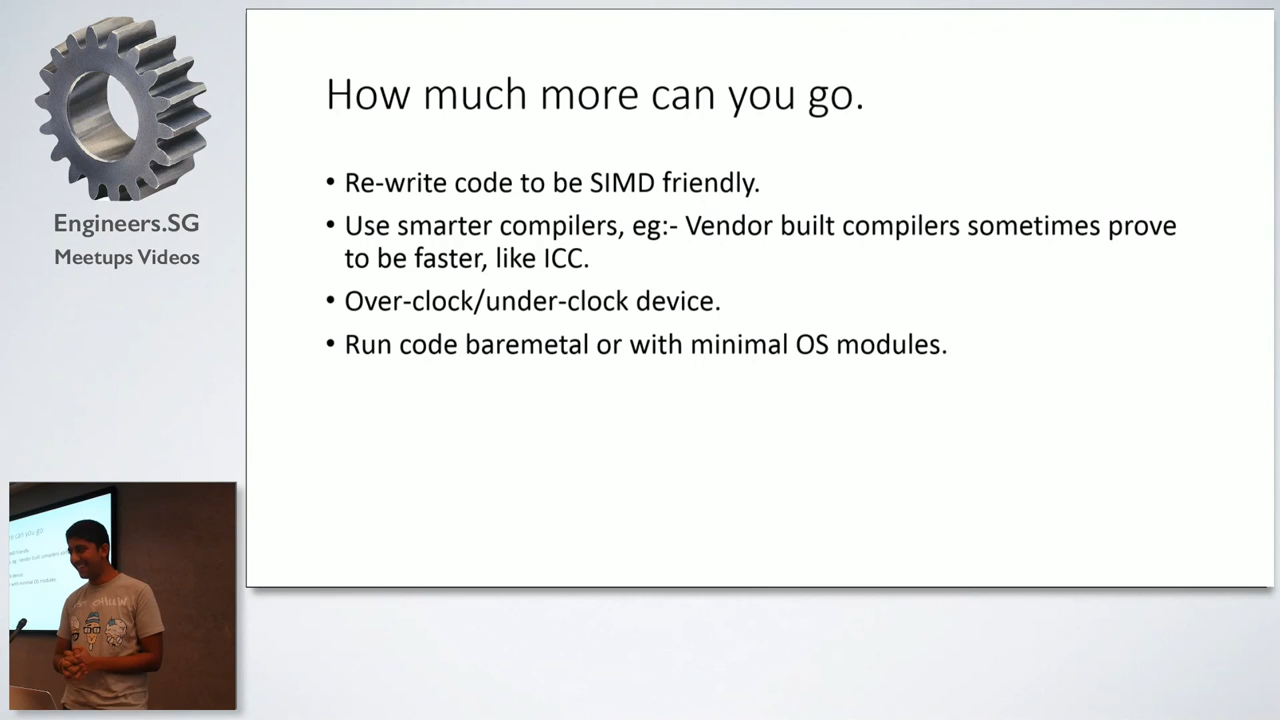 Engineers.SG
Meetups Videos
How much more can you go.
• Re-write code to be SIMD friendly.
• Use smarter compilers, eg:- Vendor built compilers sometimes prove
to be faster, like ICC.
• Over-clock/under-clock device.
• Run code baremetal or with minimal OS modules.